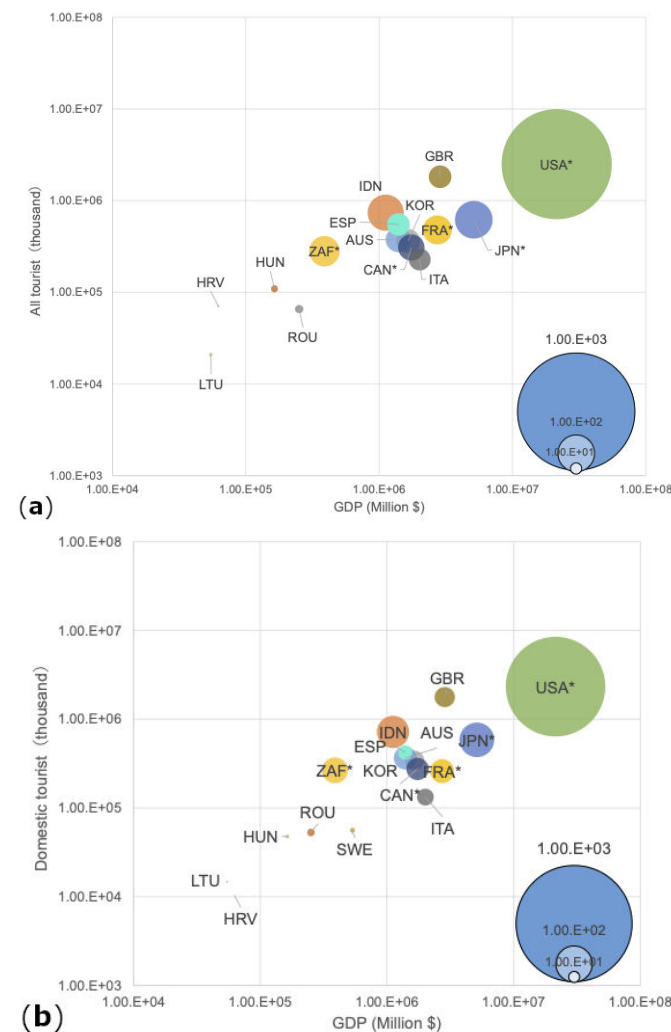 1.00.E+08
1.00.E+07
1.00.E+06
1.00.E+05
1.00.E+04
1.00.E+03
All tourist (thousand)
GBR
USA*
IDN
KOR
ESP
FRA*
AUS
JPN*
ZAF*
CAN*
ITA
HUN
HRV
ROU
LTU
1.00.E+03
1.00.E+02
1.00.E+01
1.00.E+04
1.00.E+05
1.00.E+06
1.00.E+07
1.00.E+08
GDP (Million $)
(a)
1.00.E+08
1.00.E+07
1.00.E+06
1.00.E+05
1.00.E+04
1.00.E+03
Domestic tourist (thousand)
GBR
USA*
IDN
AUS
ESP
JPN*
ZAF*
KOR
FRA*
CAN*
ITA
ROU
HUN
SWE
LTU
HRV
1.00.E+03
1.00.E+02
1.00.E+01
1.00.E+04
1.00.E+05
1.00.E+06
1.00.E+07
1.00.E+08
GDP (Million $)
(b)